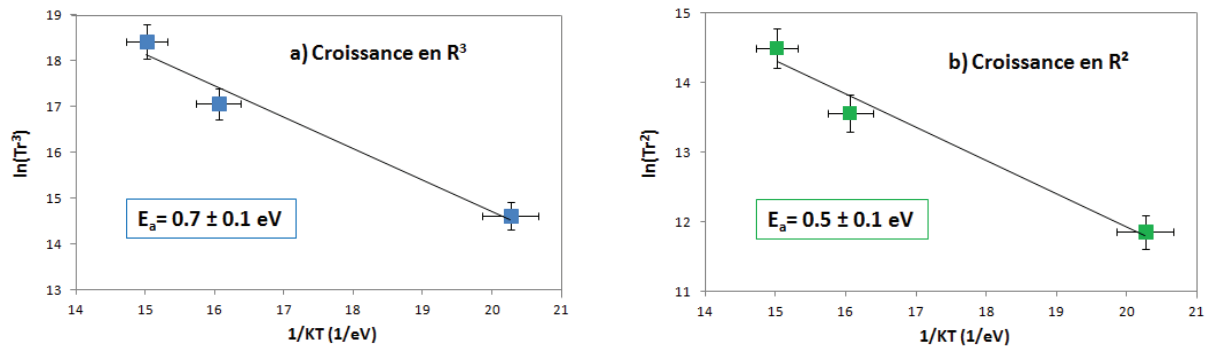 19
18
17
16
15
14
13
ln(Tr³)
a) Croissance en R³
Eₐ= 0.7 ± 0.1 eV
14 15 16 17 18 19 20 21
1/KT (1/eV)
15
14
13
12
11
ln(Tr²)
b) Croissance en R²
Eₐ= 0.5 ± 0.1 eV
14 15 16 17 18 19 20 21
1/KT (1/eV)